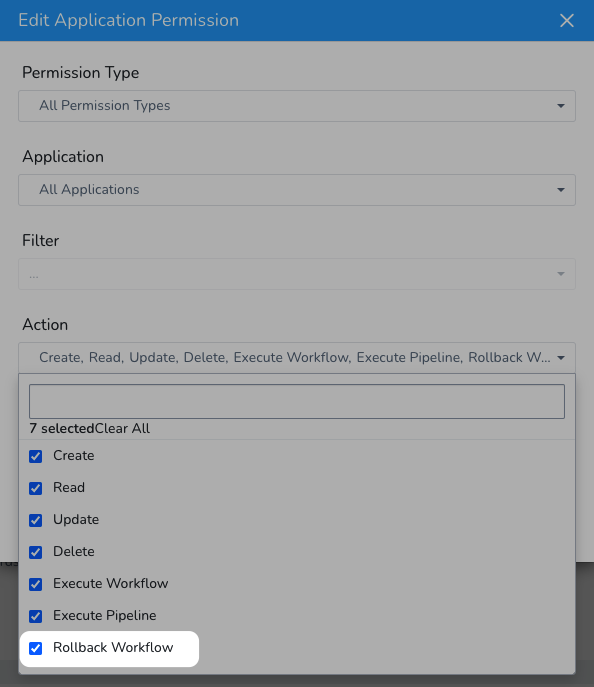 Edit Application Permission
Permission Type
All Permission Types
Application
All Applications
Filter
...
Action
Create, Read, Update, Delete, Execute Workflow, Execute Pipeline, Rollback W...
7 selectedClear All
Create
Read
Update
Delete
Execute Workflow
Execute Pipeline
Rollback Workflow